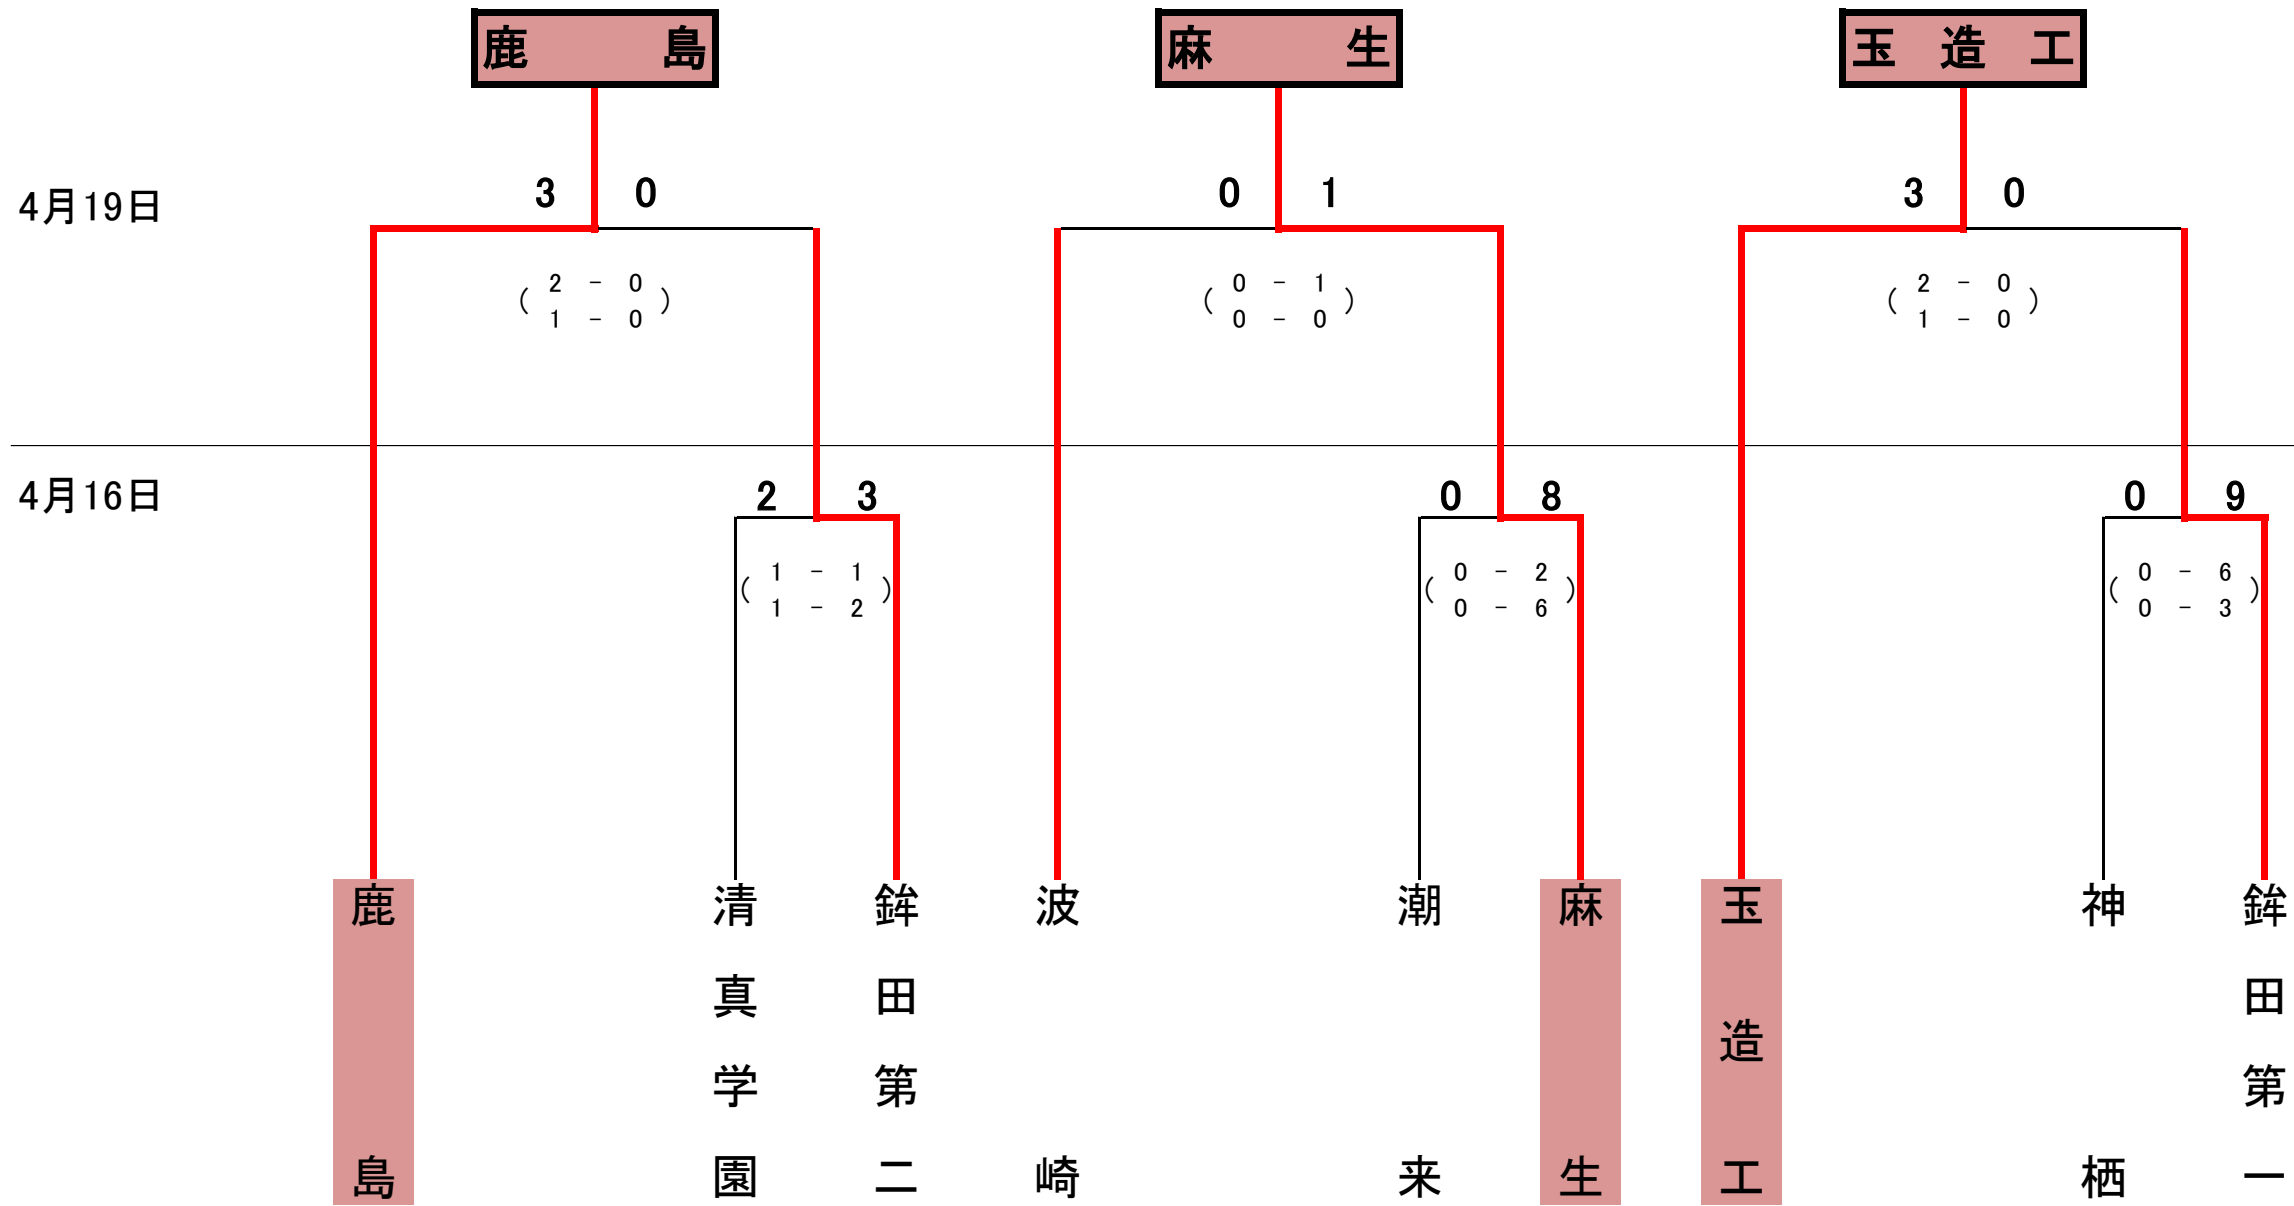 鹿島 麻生 玉造工
4月19日 3 0 0 1 3 0
( 2 - 0 ) ( 0 - 1 ) ( 2 - 0 )
1 - 0 0 - 0 1 - 0
4月16日 2 3 0 8 0 9
( 1 - 1 ) ( 0 - 2 ) ( 0 - 6 )
1 - 2 0 - 6 0 - 3
鹿島
清真学園
鉾田第二
波崎
潮来
麻生
玉造工
神栖
鉾田第一